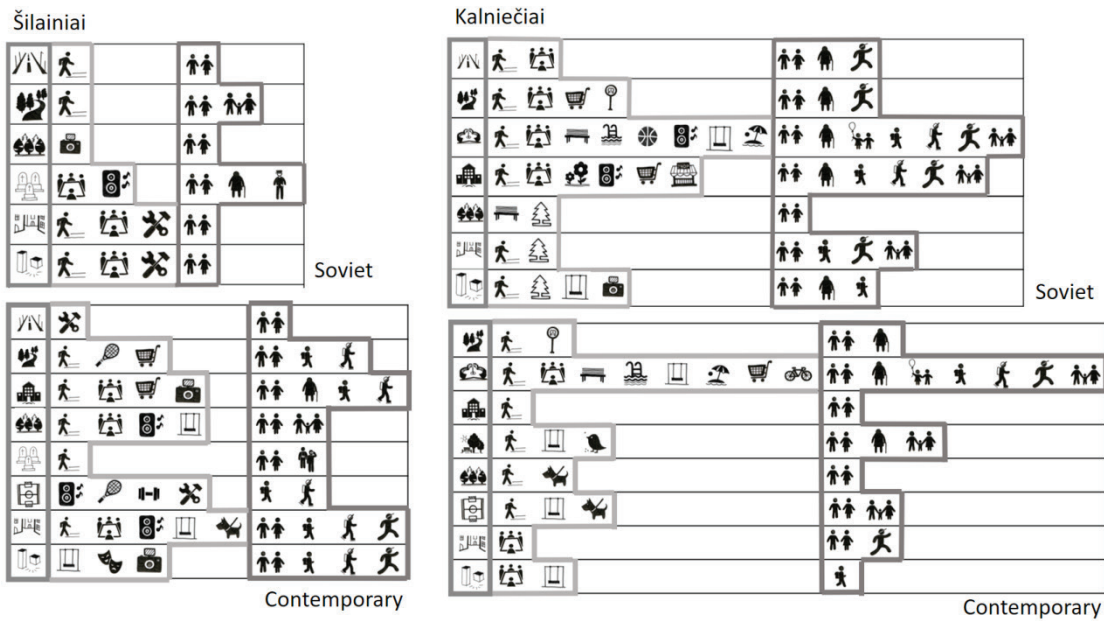 Šilainiai
Soviet
Contemporary
Kalniečiai
Soviet
Contemporary